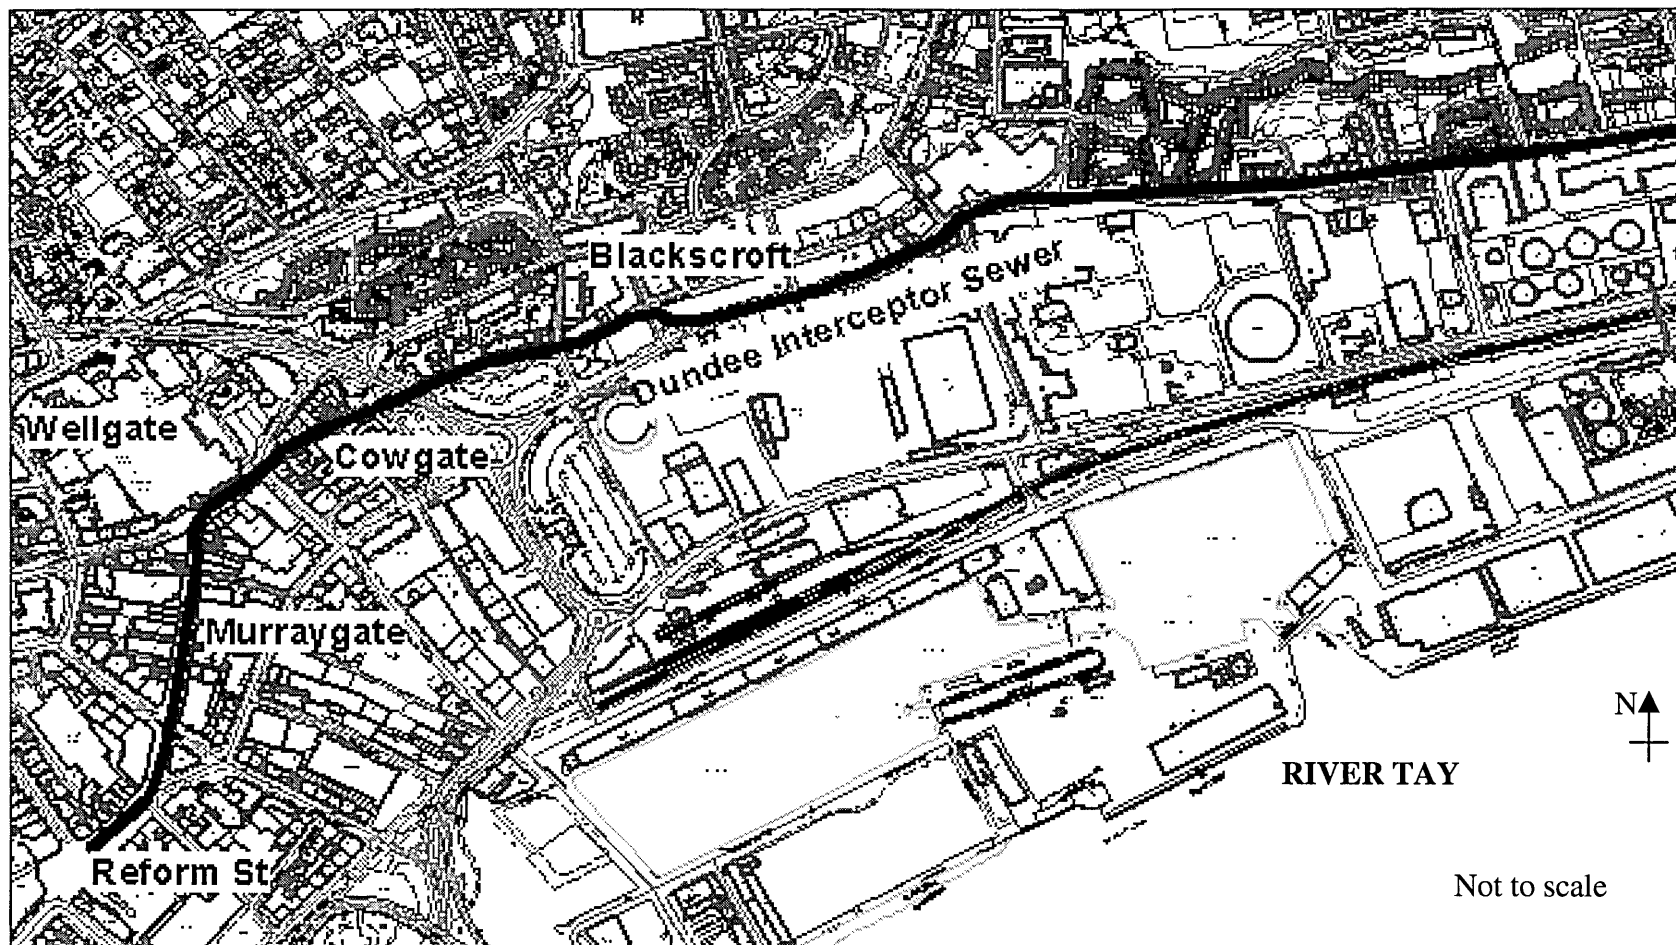 Blackscroft
Dundee Interceptor Sewer
Wellgate
Cowgate
Murraygate
N
RIVER TAY
Reform St
Not to scale